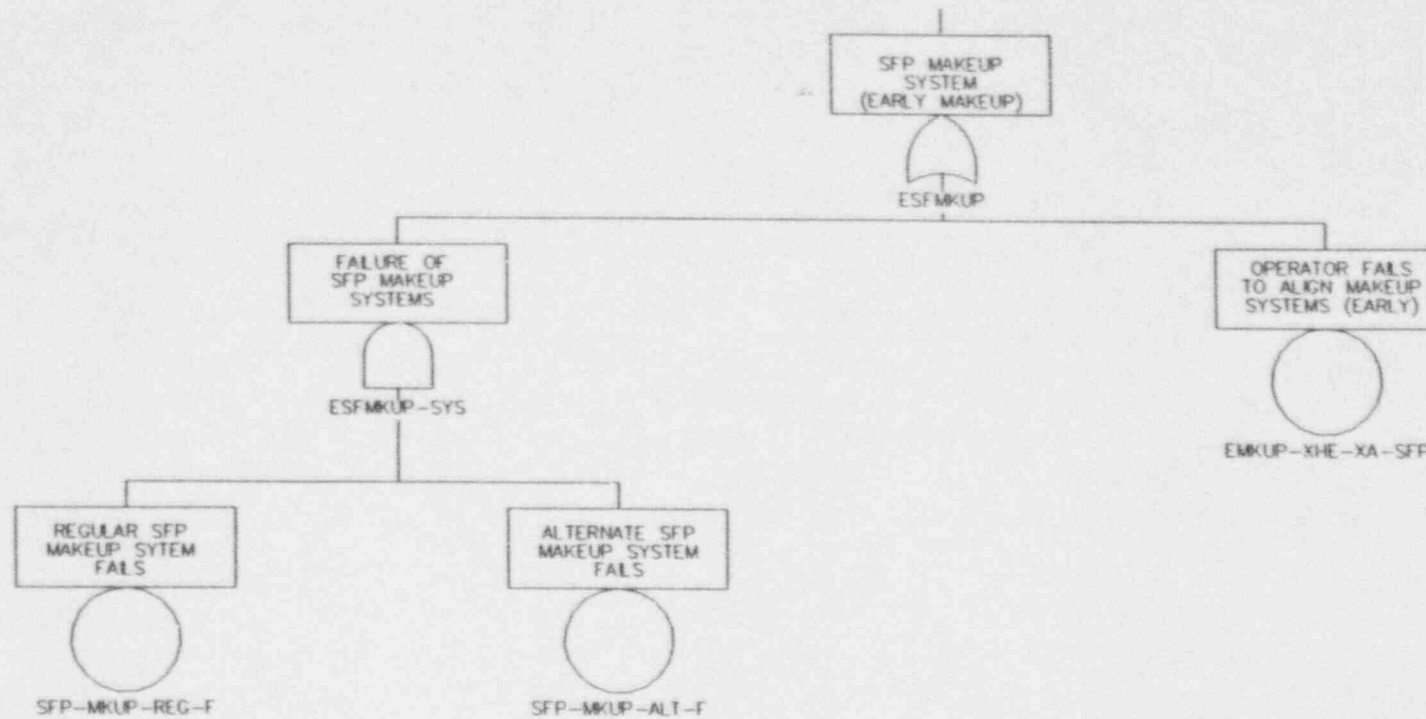 SFP MAKEUP
SYSTEM
(EARLY MAKEUP)
ESFMKUP
FAILURE OF
SFP MAKEUP
SYSTEMS
ESFMKUP-SYS
OPERATOR FAILS
TO ALIGN MAKEUP
SYSTEMS (EARLY)
EMKUP-XHE-XA-SFP
REGULAR SFP
MAKEUP SYTEM
FAILS
SFP-MKUP-REG-F
ALTERNATE SFP
MAKEUP SYSTEM
FAILS
SFP-MKUP-ALT-F